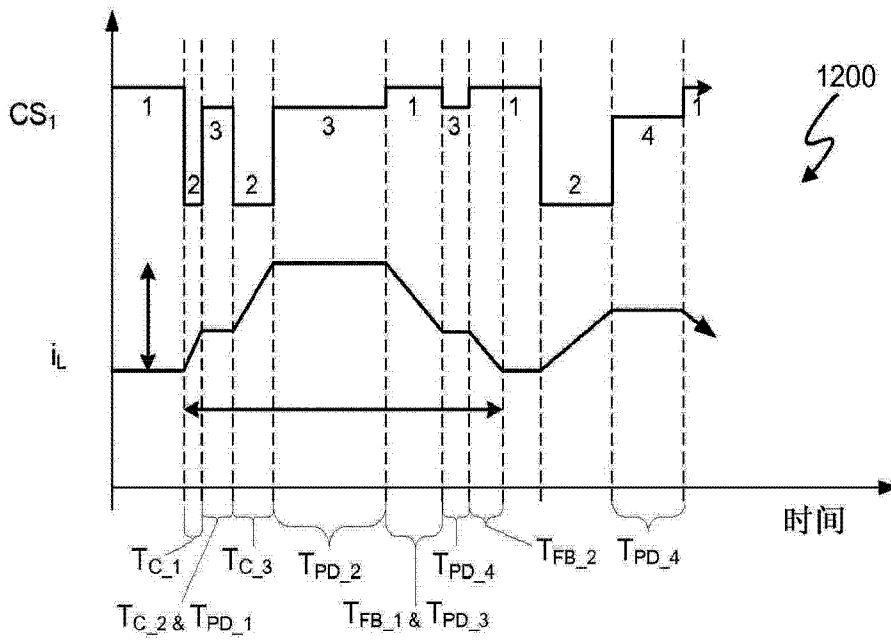 1200
CS1
1 2 3 2 3 1 3 1 2 4 1
iL
时间
TC_1 TC_3 TPD_2 TPD_4 TFB_2 TPD_4
TC_2 & TPD_1 TFB_1 & TPD_3